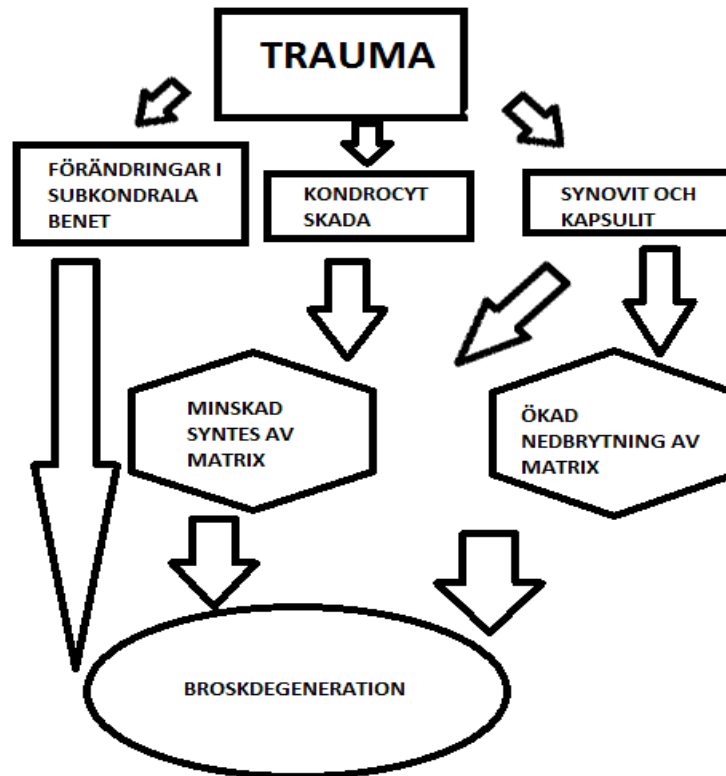 TRAUMA
FÖRÄNDRINGAR I
SUBKONDRALA
BENET
KONDROCYT
SKADA
SYNOVIT OCH
KAPSULIT
MINSKAD
SYNTES AV
MATRIX
ÖKAD
NEDBRYTNING AV
MATRIX
BROSKDEGENERATION